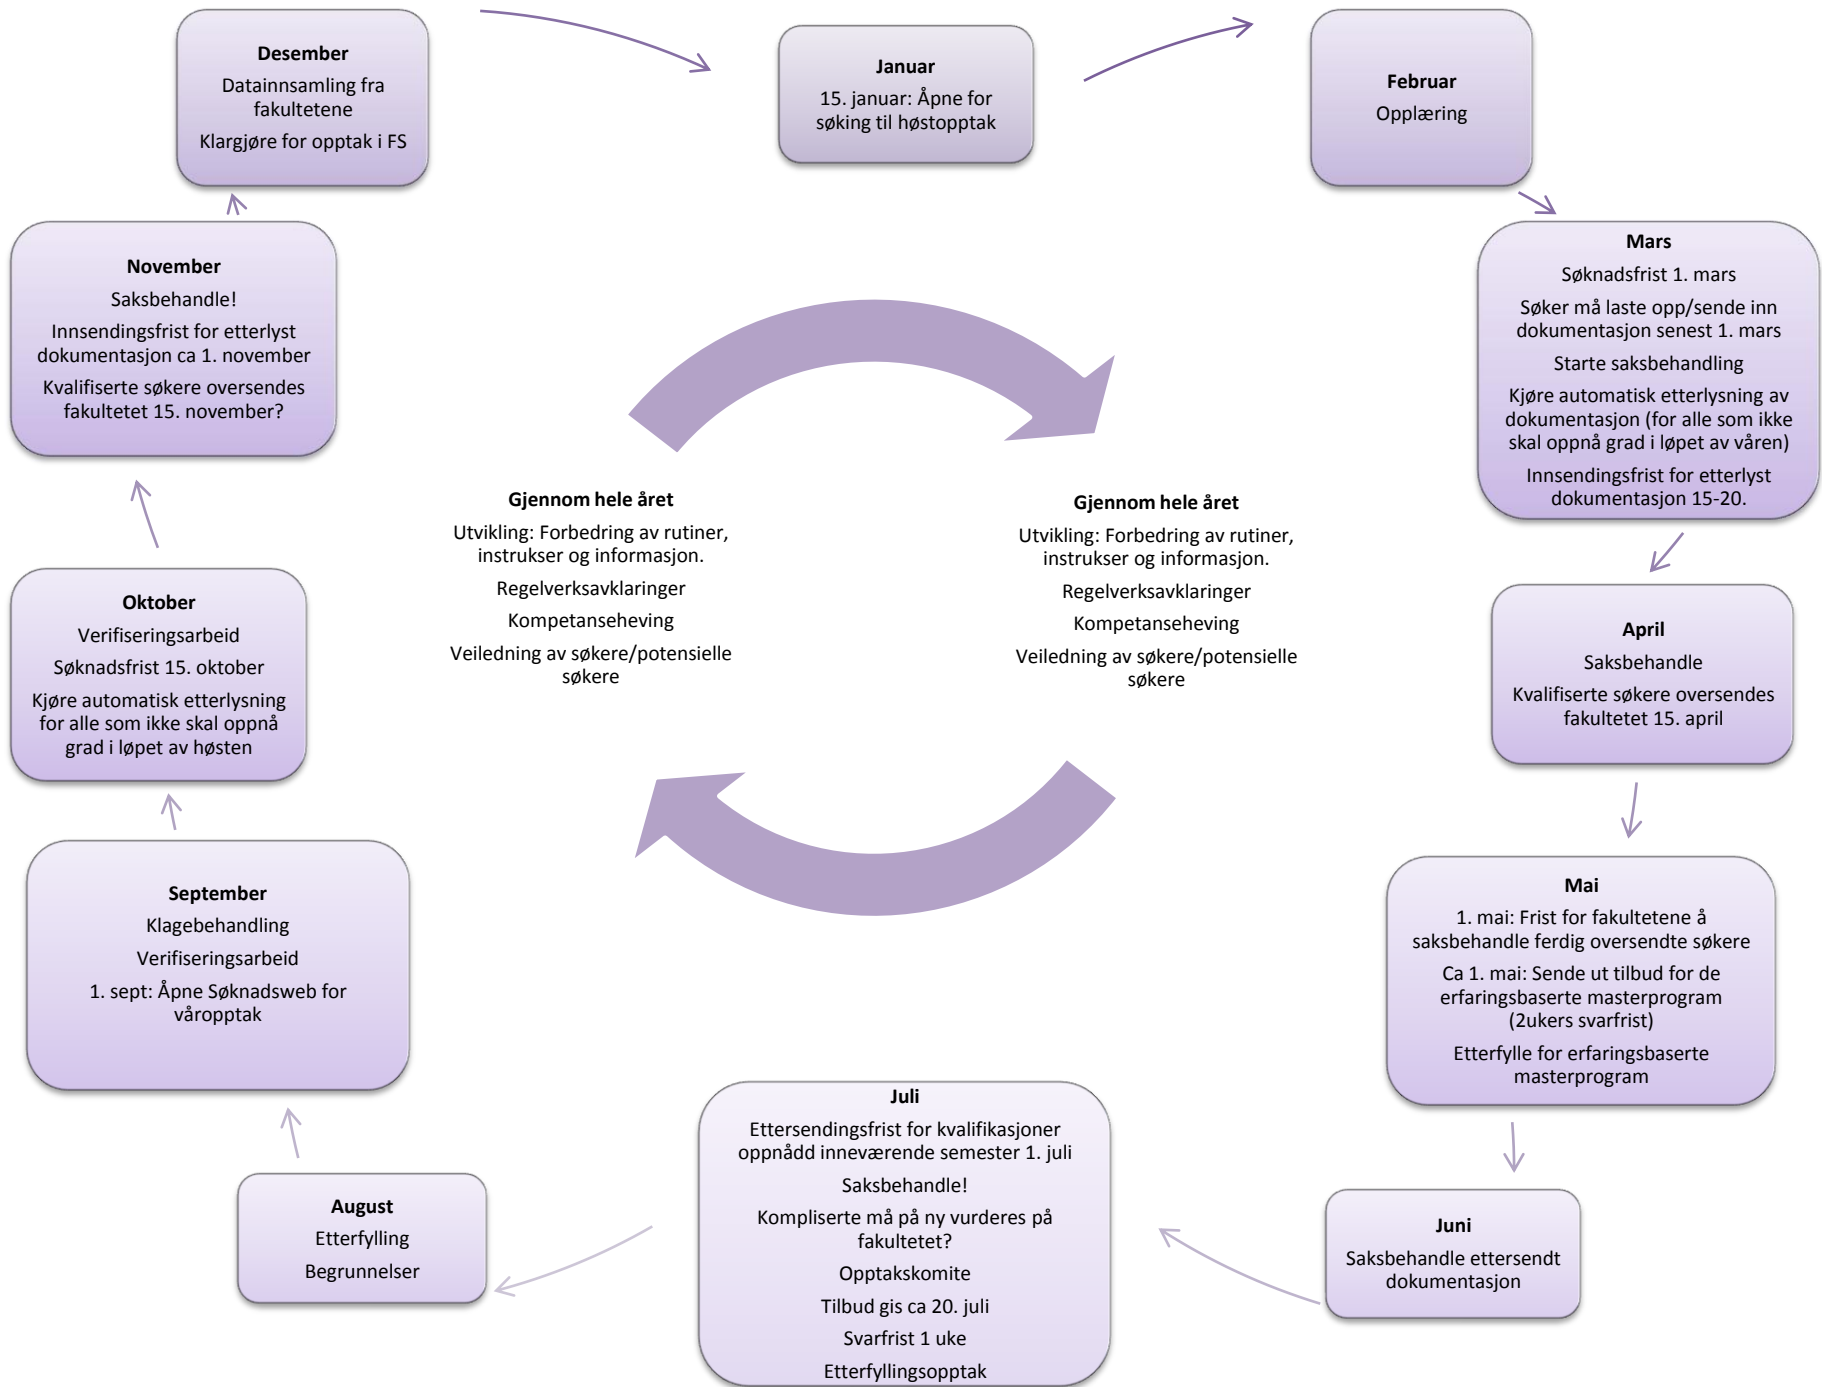 Desember
Datainnsamling fra
fakultetene
Klargjøre for opptak i FS
Januar
15. januar: Åpne for
søking til høstopptak
Februar
Opplæring
Mars
Søknadsfrist 1. mars
Søker må laste opp/sende inn
dokumentasjon senest 1. mars
Starte saksbehandling
Kjøre automatisk etterlysning av
dokumentasjon (for alle som ikke
skal oppnå grad i løpet av våren)
Innsendingsfrist for etterlyst
dokumentasjon 15-20.
April
Saksbehandle
Kvalifiserte søkere oversendes
fakultetet 15. april
Mai
1. mai: Frist for fakultetene å
saksbehandle ferdig oversendte søkere
Ca 1. mai: Sende ut tilbud for de
erfaringsbaserte masterprogram
(2ukers svarfrist)
Etterfylle for erfaringsbaserte
masterprogram
Juni
Saksbehandle ettersendt
dokumentasjon
Juli
Ettersendingsfrist for kvalifikasjoner
oppnådd inneværende semester 1. juli
Saksbehandle!
Kompliserte må på ny vurderes på
fakultetet?
Opptakskomite
Tilbud gis ca 20. juli
Svarfrist 1 uke
Etterfyllingsopptak
August
Etterfylling
Begrunnelser
September
Klagebehandling
Verifiseringsarbeid
1. sept: Åpne Søknadsweb for
våropptak
Oktober
Verifiseringsarbeid
Søknadsfrist 15. oktober
Kjøre automatisk etterlysning
for alle som ikke skal oppnå
grad i løpet av høsten
November
Saksbehandle!
Innsendingsfrist for etterlyst
dokumentasjon ca 1. november
Kvalifiserte søkere oversendes
fakultetet 15. november?
Gjennom hele året
Utvikling: Forbedring av rutiner,
instrukser og informasjon.
Regelverksavklaringer
Kompetanseheving
Veiledning av søkere/potensielle
søkere
Gjennom hele året
Utvikling: Forbedring av rutiner,
instrukser og informasjon.
Regelverksavklaringer
Kompetanseheving
Veiledning av søkere/potensielle
søkere